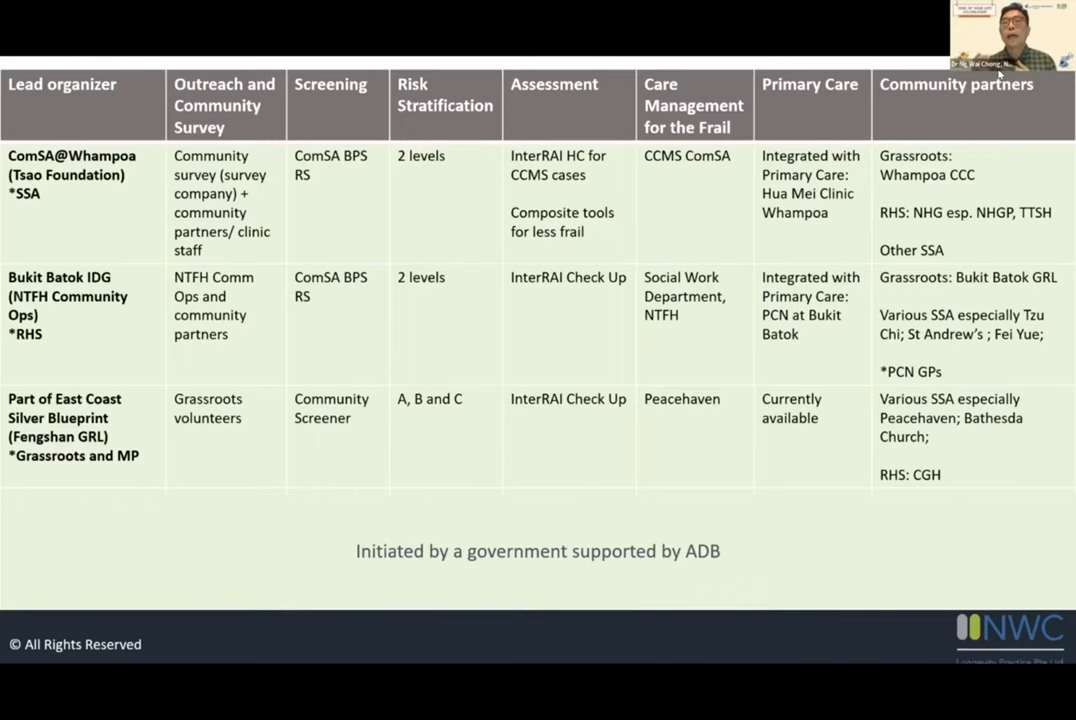 Dr Ng Wai Chong, N...
Lead organizer
Outreach and
Community
Survey
Screening
Risk
Stratification
Assessment
Care
Management
for the Frail
Primary Care
Community partners
ComSA@Whampoa
(Tsao Foundation)
*SSA
Community
survey (survey
company) +
community
partners/ clinic
staff
ComSA BPS
RS
2 levels
InterRAI HC for
CCMS cases
Composite tools
for less frail
CCMS ComSA
Integrated with
Primary Care:
Hua Mei Clinic
Whampoa
Grassroots:
Whampoa CCC
RHS: NHG esp. NHGP, TTSH
Other SSA
Bukit Batok IDG
(NTFH Community
Ops)
*RHS
NTFH Comm
Ops and
community
partners
ComSA BPS
RS
2 levels
InterRAI Check Up
Social Work
Department,
NTFH
Integrated with
Primary Care:
PCN at Bukit
Batok
Grassroots: Bukit Batok GRL
Various SSA especially Tzu
Chi; St Andrew’s ; Fei Yue;
*PCN GPs
Part of East Coast
Silver Blueprint
(Fengshan GRL)
*Grassroots and MP
Grassroots
volunteers
Community
Screener
A, B and C
InterRAI Check Up
Peacehaven
Currently
available
Various SSA especially
Peacehaven; Bathesda
Church;
RHS: CGH
Initiated by a government supported by ADB
© All Rights Reserved
NWC
Longevity Practice Pte Ltd